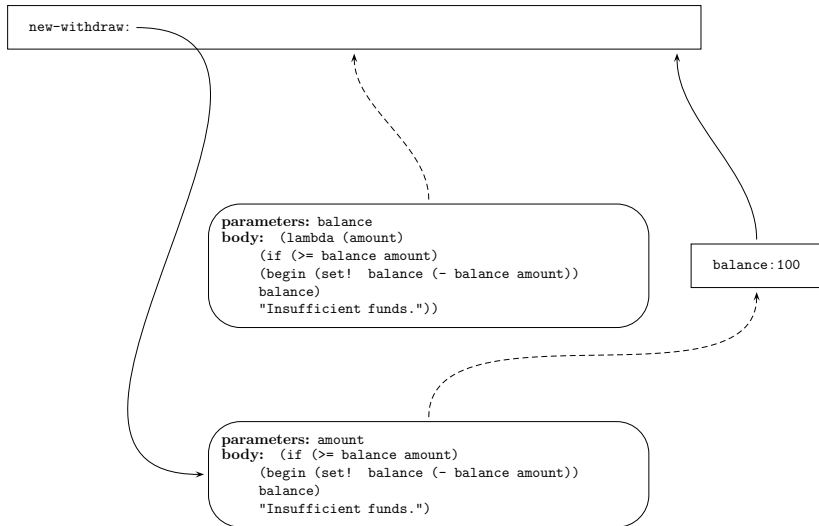 new-withdraw:
parameters: balance
body: (lambda (amount)
(if (>= balance amount)
(begin (set! balance (- balance amount))
balance)
"Insufficient funds."))
balance:100
parameters: amount
body: (if (>= balance amount)
(begin (set! balance (- balance amount))
balance)
"Insufficient funds.")